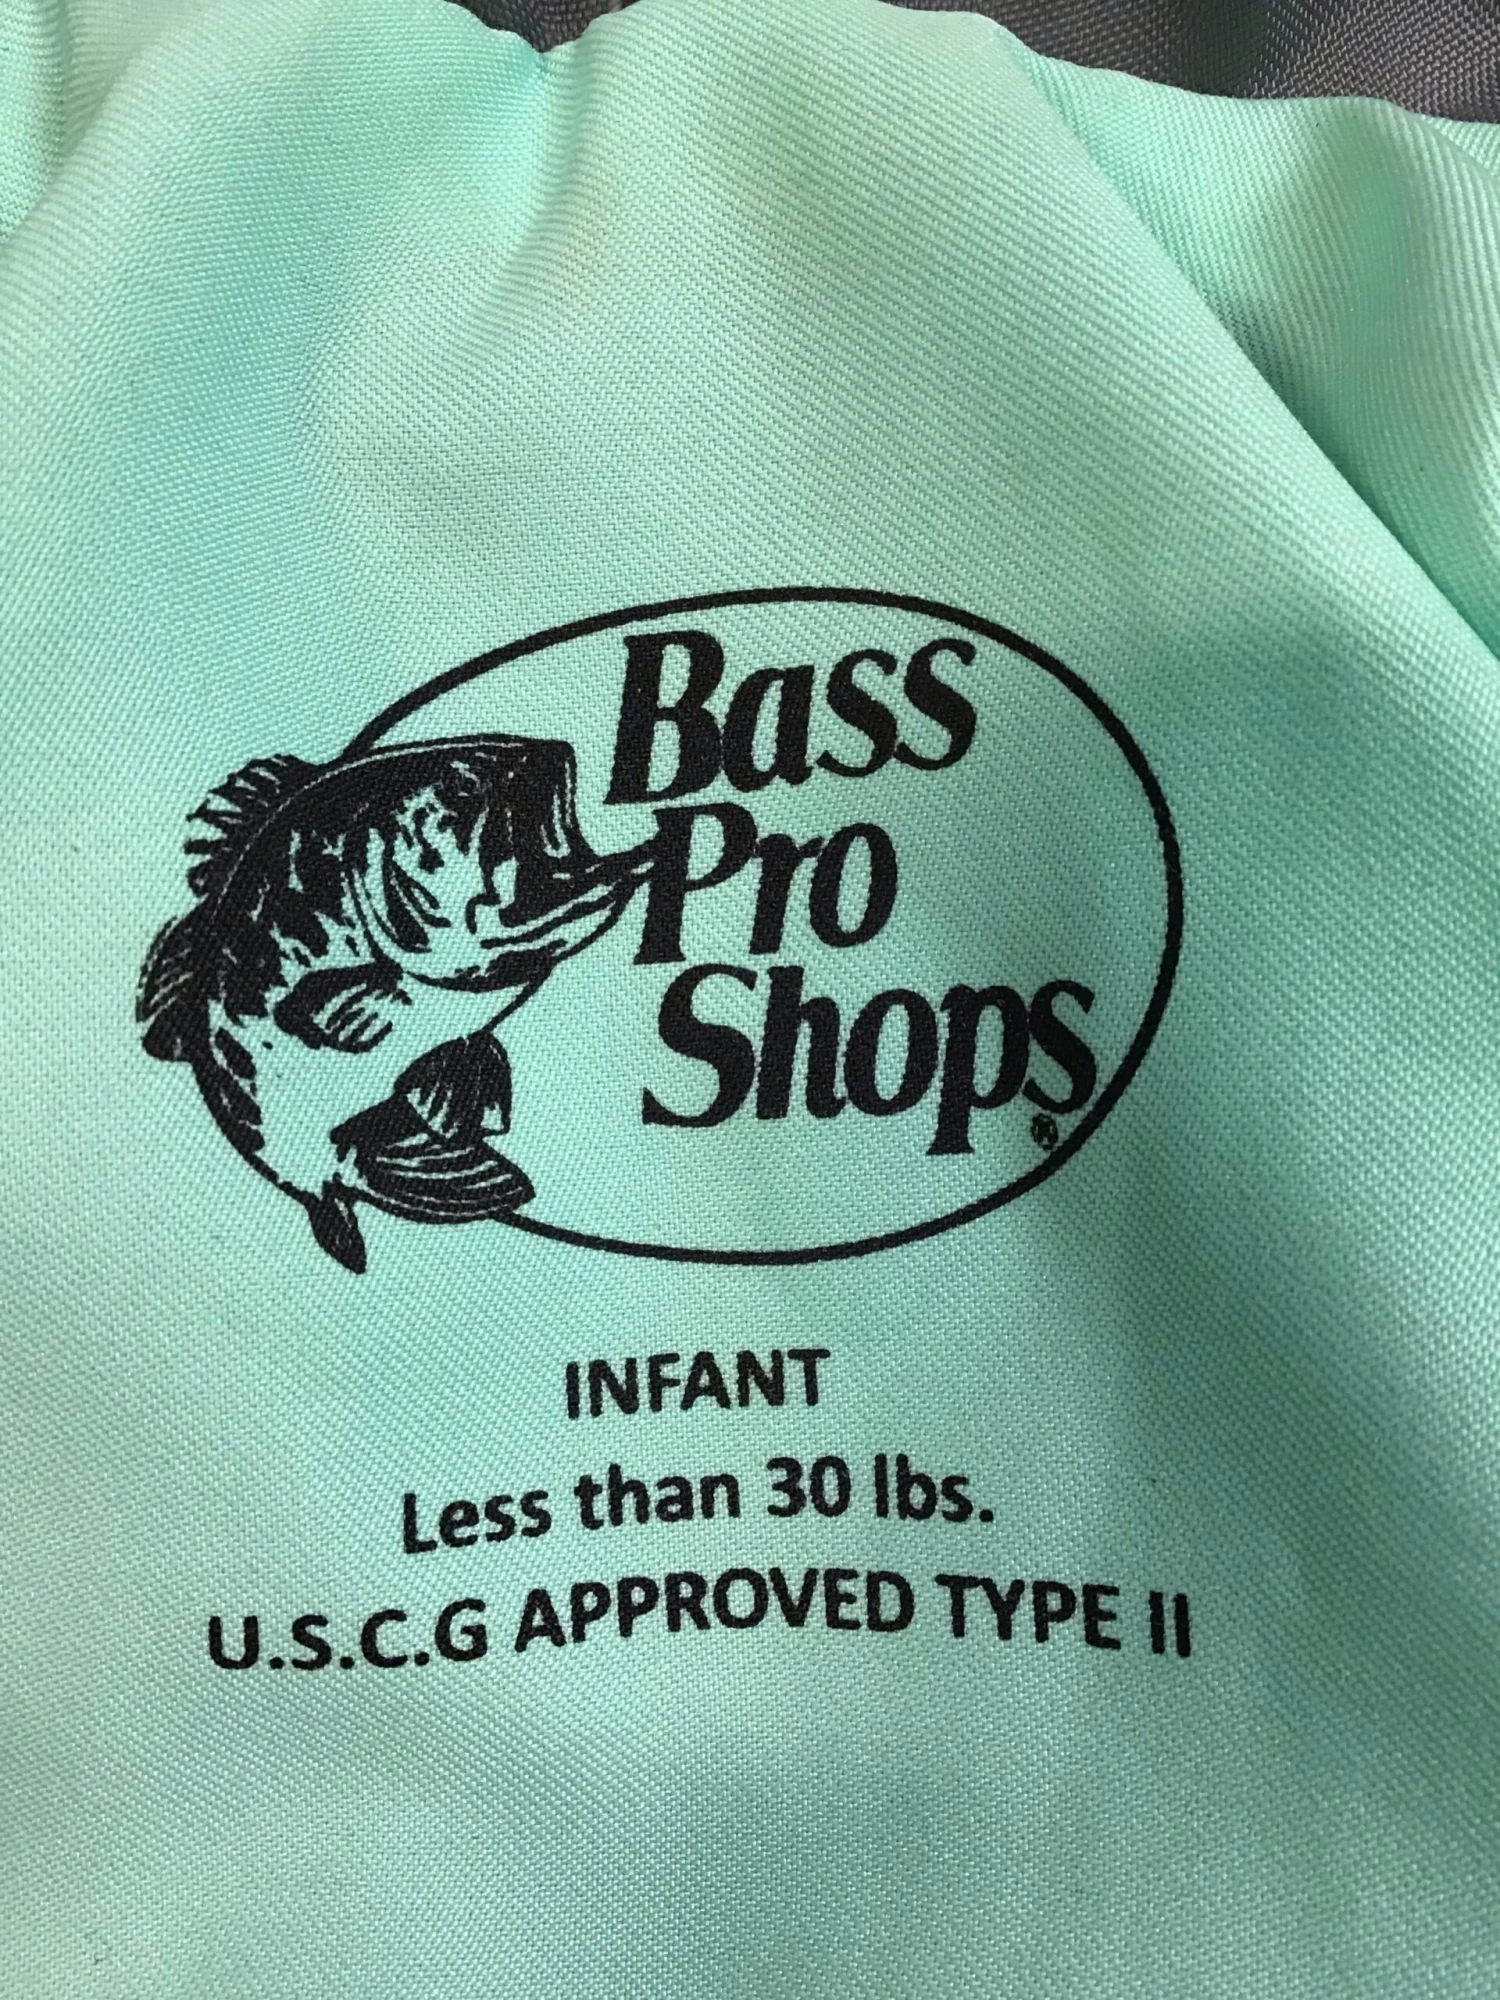 Bass
Pro
Shops®
INFANT
Less than 30 lbs.
U.S.C.G APPROVED TYPE II